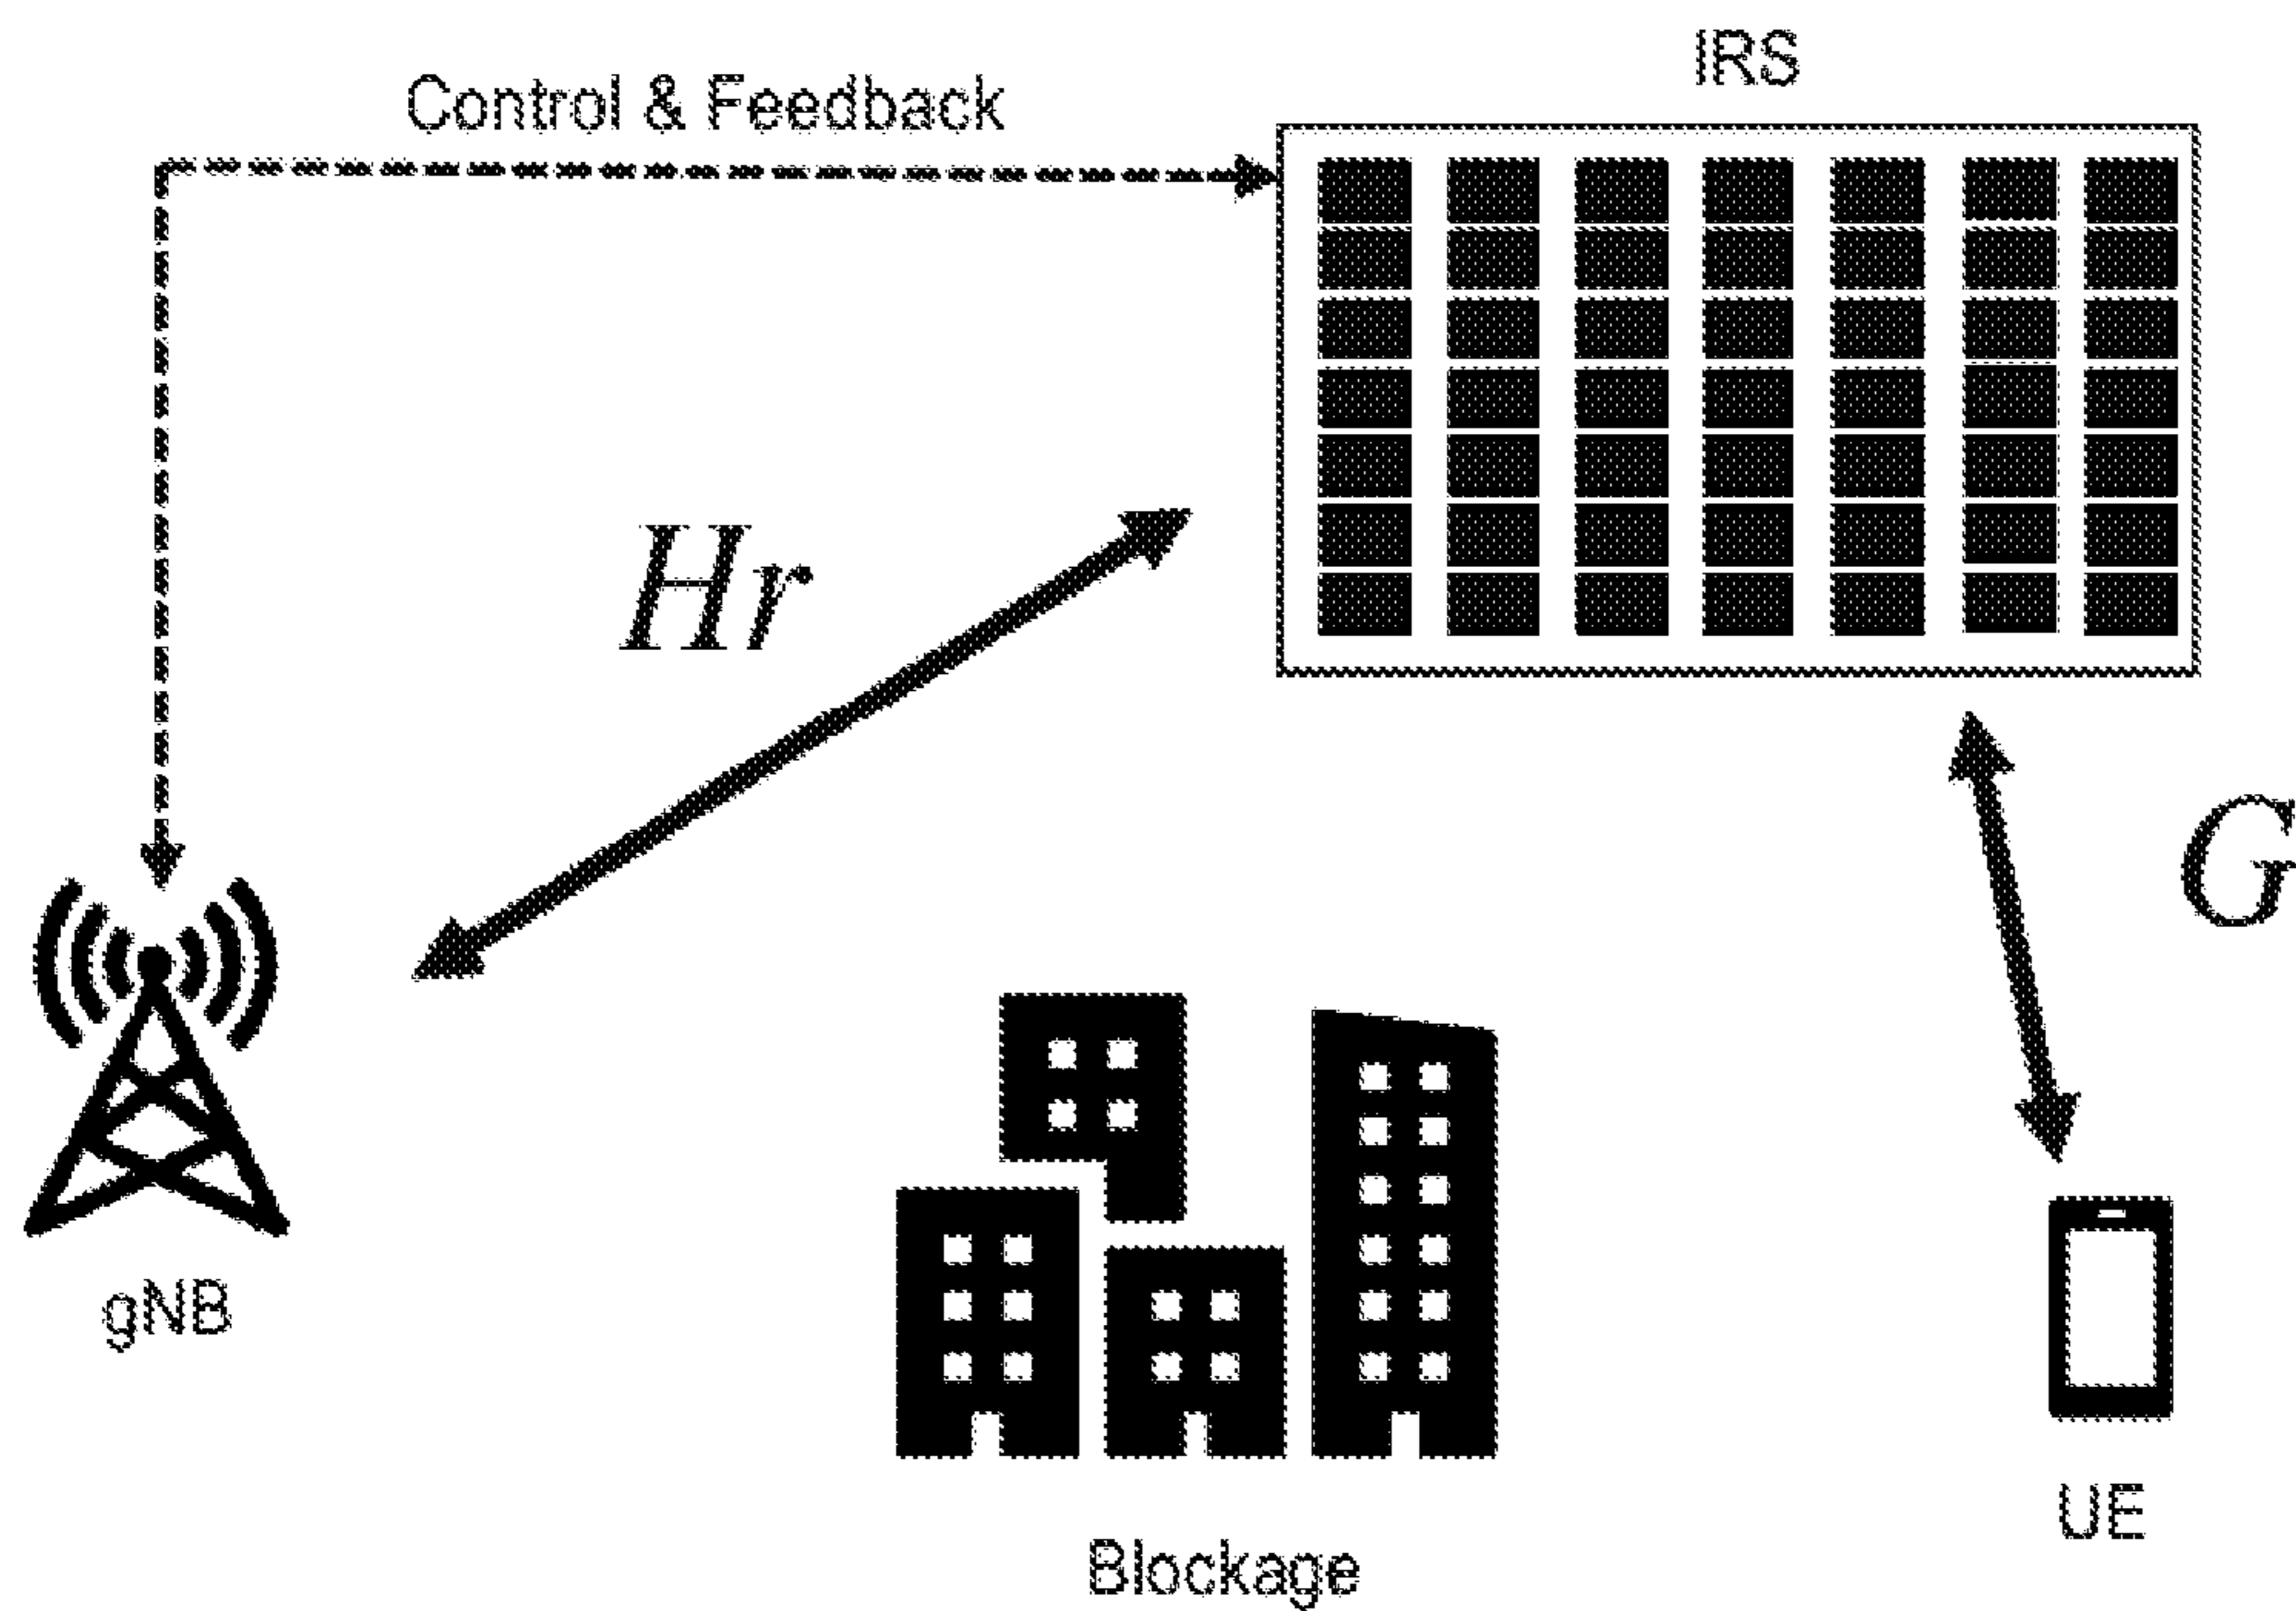 IRS
Control & Feedback
Hr
G
gNB
UE
Blockage